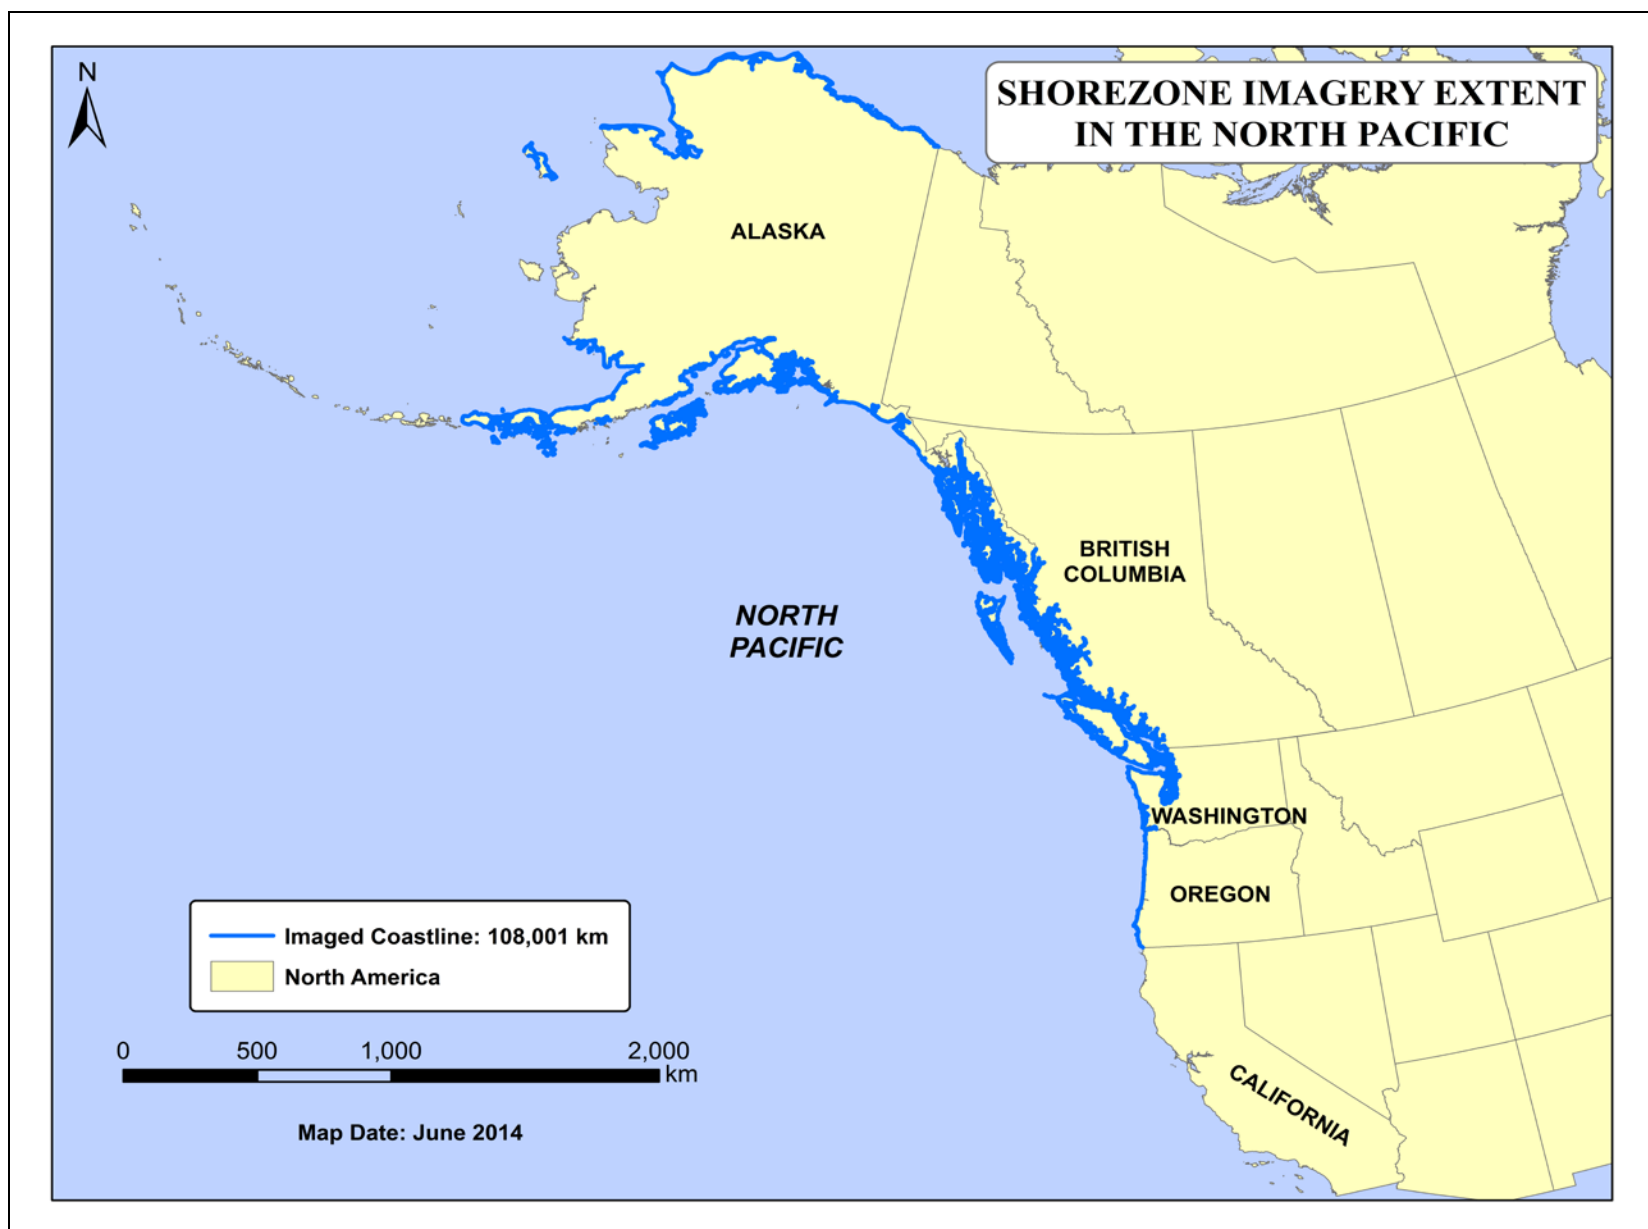 N
SHOREZONE IMAGERY EXTENT
IN THE NORTH PACIFIC
ALASKA
BRITISH
COLUMBIA
NORTH
PACIFIC
WASHINGTON
OREGON
CALIFORNIA
Imaged Coastline: 108,001 km
North America
0 500 1,000 2,000
km
Map Date: June 2014